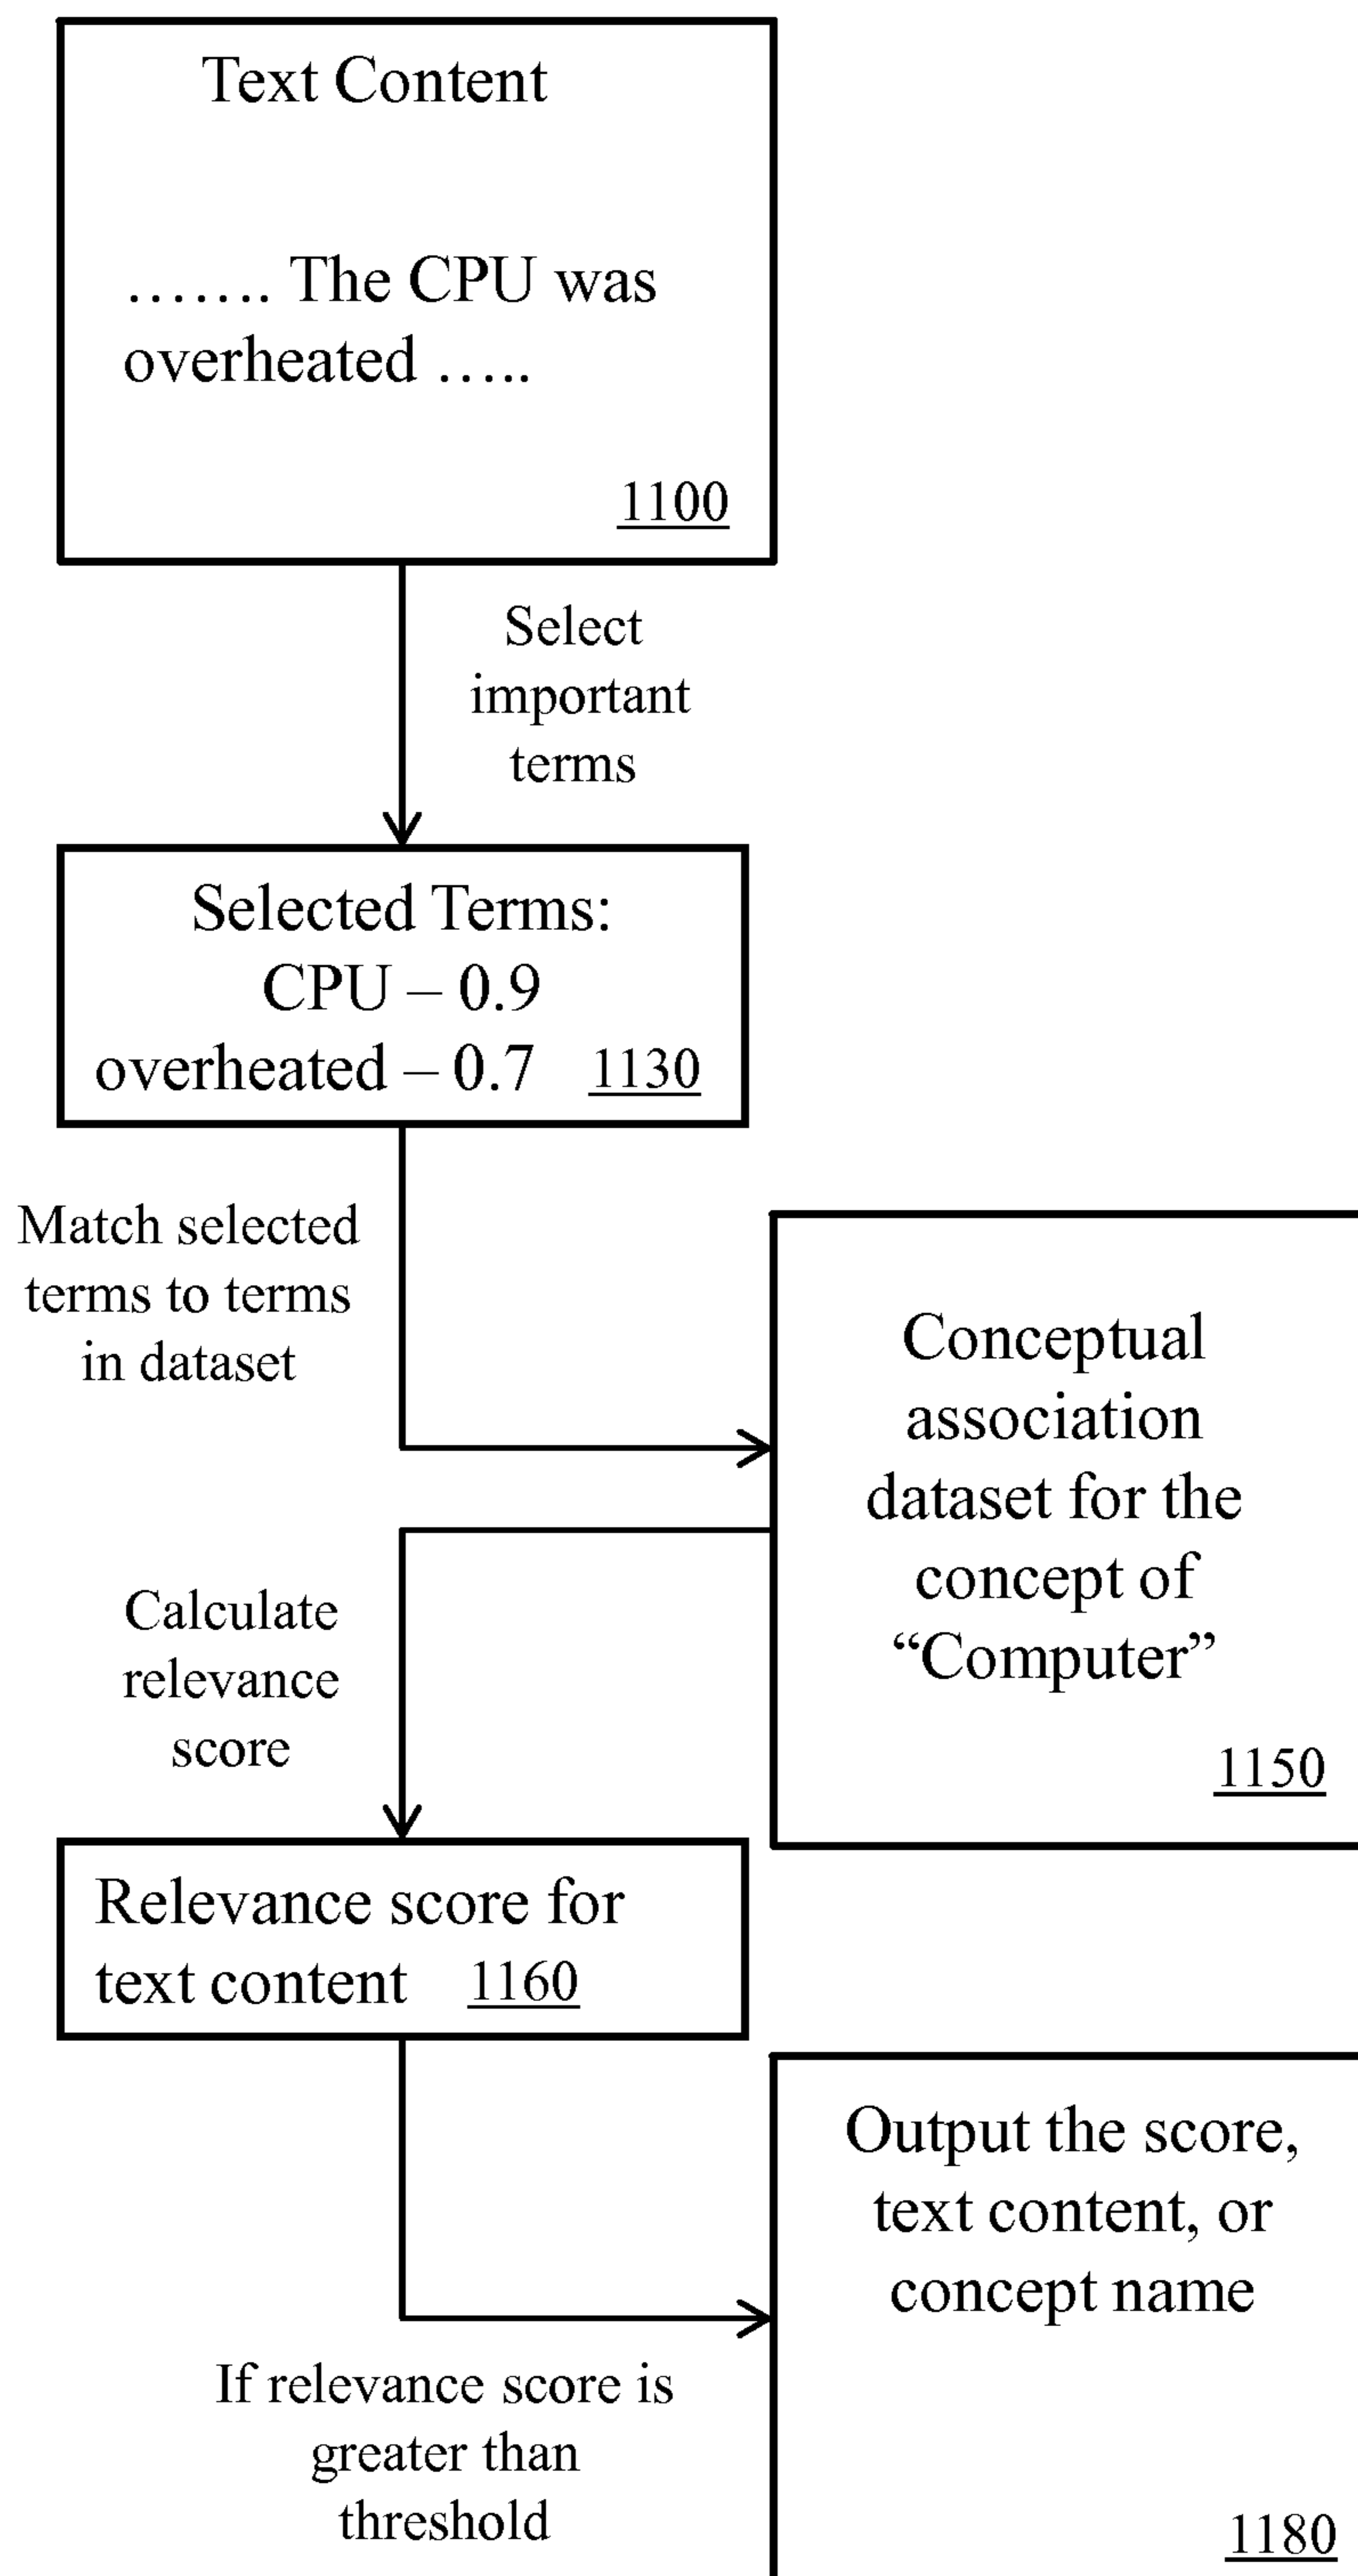 Text Content
……. The CPU was
overheated …..
1100
Select
important
terms
Selected Terms:
CPU – 0.9
overheated – 0.7 1130
Match selected
terms to terms
in dataset
Conceptual
association
dataset for the
concept of
“Computer”
1150
Calculate
relevance
score
Relevance score for
text content 1160
Output the score,
text content, or
concept name
If relevance score is
greater than
threshold
1180